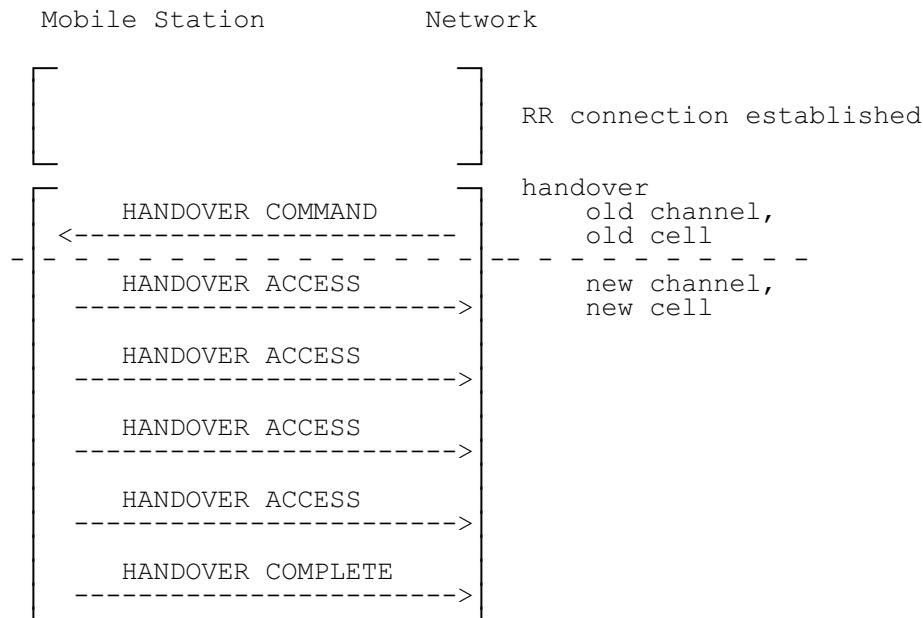 Mobile Station Network
RR connection established
handover
HANDOVER COMMAND old channel,
old cell
HANDOVER ACCESS new channel,
new cell
HANDOVER ACCESS
HANDOVER ACCESS
HANDOVER ACCESS
HANDOVER COMPLETE